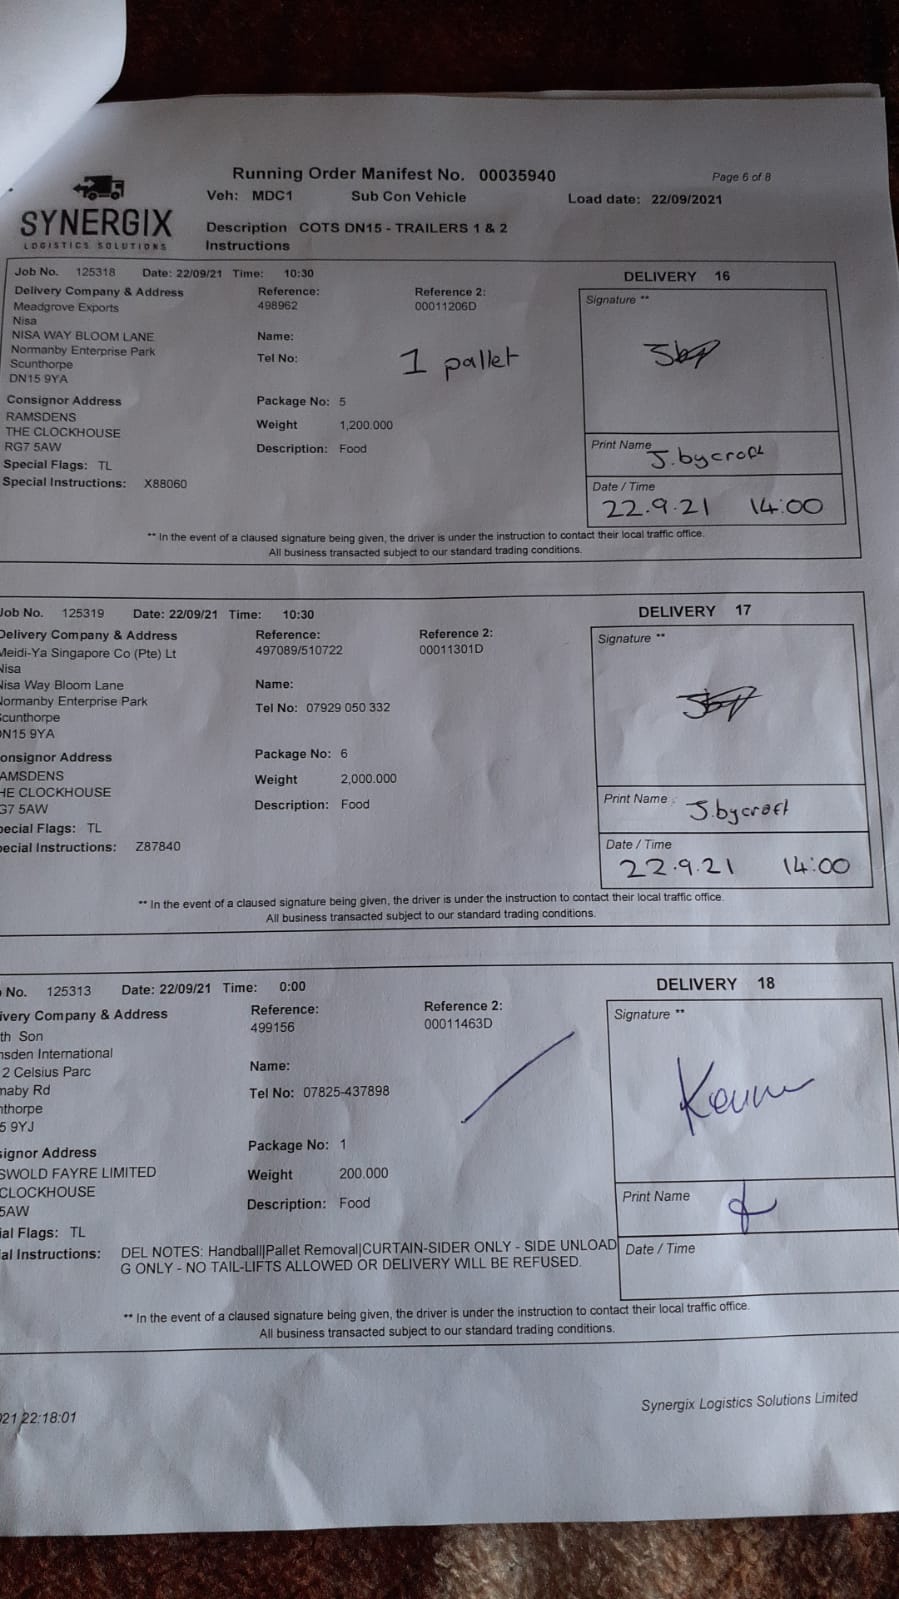 Running Order Manifest No. 00035940
Page 6 of 8
Veh: MDC1 Sub Con Vehicle Load date: 22/09/2021
SYNERGIX
LOGISTICS SOLUTIONS
Description COTS DN15 - TRAILERS 1 & 2
Instructions
Job No. 125318 Date: 22/09/21 Time: 10:30 DELIVERY 16
Delivery Company & Address Reference: Reference 2: Signature **
Meadgrove Exports 498962 00011206D
Nisa
NISA WAY BLOOM LANE Name:
Normanby Enterprise Park
Scunthorpe Tel No: 1 pallet
DN15 9YA
Consignor Address Package No: 5
RAMSDENS
THE CLOCKHOUSE Weight 1,200.000
RG7 5AW Description: Food Print Name J.bycroft
Special Flags: TL
Special Instructions: X88060 Date / Time
22.9.21 14:00
** In the event of a claused signature being given, the driver is under the instruction to contact their local traffic office.
All business transacted subject to our standard trading conditions.
Job No. 125319 Date: 22/09/21 Time: 10:30 DELIVERY 17
Delivery Company & Address Reference: Reference 2: Signature **
Meidi-Ya Singapore Co (Pte) Lt 497089/510722 00011301D
Nisa
Nisa Way Bloom Lane Name:
Normanby Enterprise Park
Scunthorpe Tel No: 07929 050 332
DN15 9YA
onsignor Address Package No: 6
AMSDENS
HE CLOCKHOUSE Weight 2,000.000
G7 5AW Description: Food Print Name J.bycroft
pecial Flags: TL
pecial Instructions: Z87840 Date / Time
22.9.21 14:00
** In the event of a claused signature being given, the driver is under the instruction to contact their local traffic office.
All business transacted subject to our standard trading conditions.
No. 125313 Date: 22/09/21 Time: 0:00 DELIVERY 18
ivery Company & Address Reference: Reference 2: Signature **
th Son 499156 00011463D
nsden International
2 Celsius Parc Name:
naby Rd
nthorpe Tel No: 07825-437898
5 9YJ
signor Address Package No: 1
SWOLD FAYRE LIMITED
CLOCKHOUSE Weight 200.000
5AW Description: Food Print Name
ial Flags: TL
al Instructions: DEL NOTES: Handball|Pallet Removal|CURTAIN-SIDER ONLY - SIDE UNLOAD
G ONLY - NO TAIL-LIFTS ALLOWED OR DELIVERY WILL BE REFUSED.
Date / Time
** In the event of a claused signature being given, the driver is under the instruction to contact their local traffic office.
All business transacted subject to our standard trading conditions.
021 22:18:01
Synergix Logistics Solutions Limited